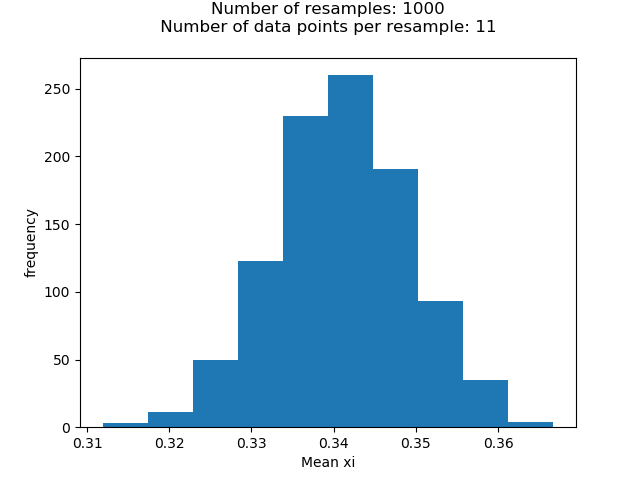 Number of resamples: 1000
Number of data points per resample: 11
250
200
150
100
50
0
frequency
0.31 0.32 0.33 0.34 0.35 0.36
Mean xi